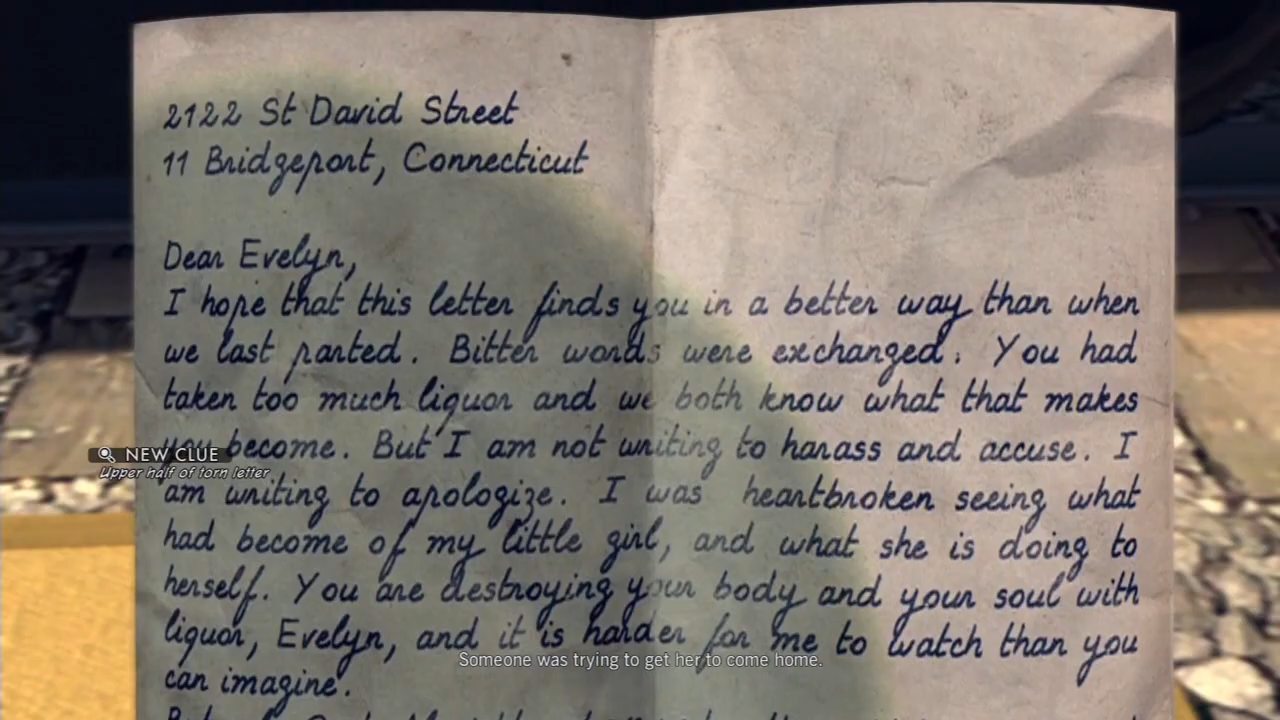 2122 St David Street
11 Bridgeport, Connecticut
Dear Evelyn,
I hope that this letter finds you in a better way than when
we last parted. Bitter words were exchanged. You had
taken too much liquor and we both know what that makes
you become. But I am not writing to harass and accuse. I
NEW CLUE
Upper half of torn letter
am writing to apologize. I was heartbroken seeing what
had become of my little girl, and what she is doing to
herself. You are destroying your body and your soul with
liquor, Evelyn, and it is harder for me to watch than you
Someone was trying to get her to come home.
can imagine.